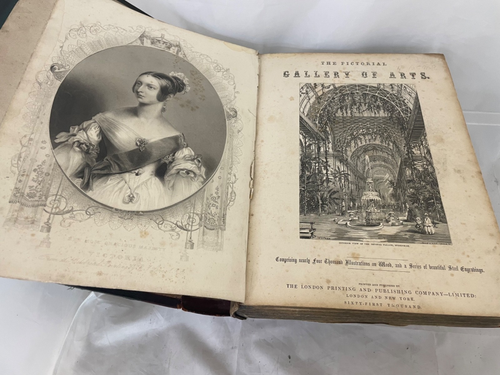 THE PICTORIAL
GALLERY OF ARTS.
Comprising nearly Four Thousand Illustrations on Wood, and a Series of beautiful Steel Engravings.
THE LONDON PRINTING AND PUBLISHING COMPANY—LIMITED:
LONDON AND NEW YORK.
SIXTY-FIRST THOUSAND.